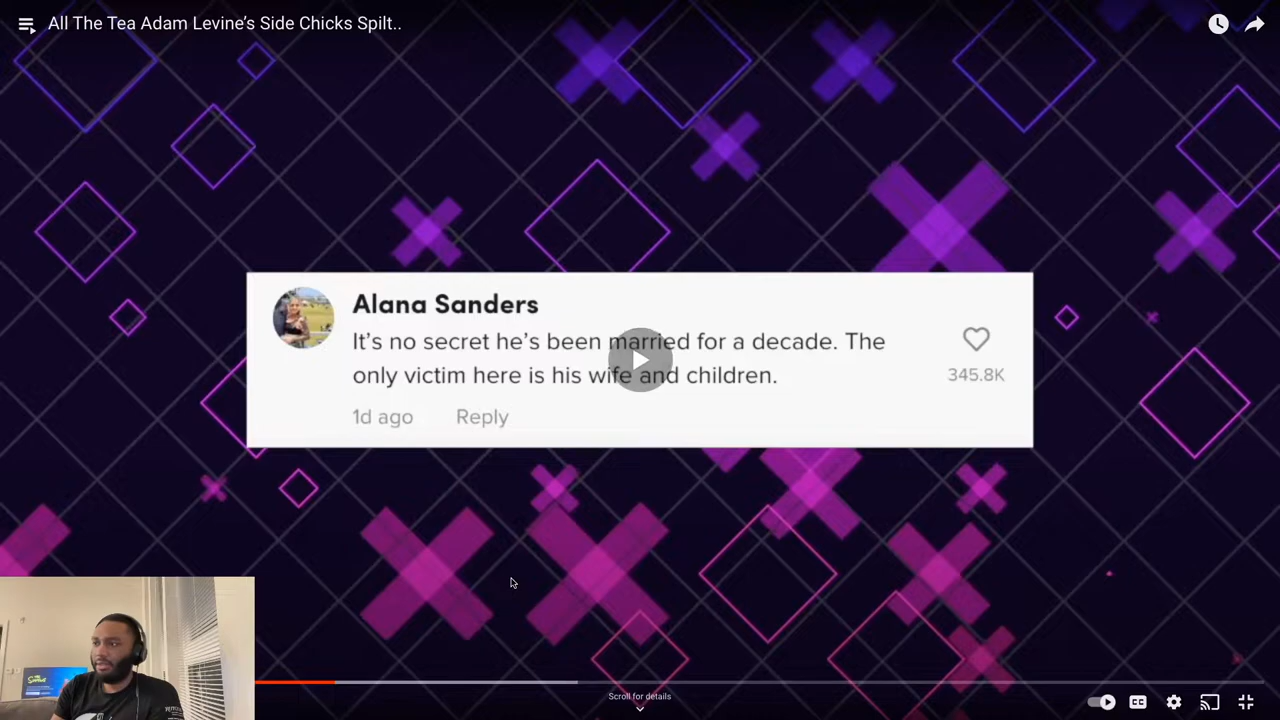 All The Tea Adam Levine’s Side Chicks Spilt..
Alana Sanders
It’s no secret he’s been married for a decade. The
only victim here is his wife and children.
345.8K
1d ago Reply
Scroll for details
CC